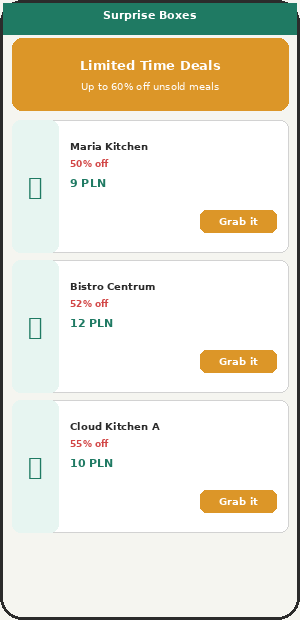 Surprise Boxes
Limited Time Deals
Up to 60% off unsold meals
Maria Kitchen
50% off
9 PLN
Grab it
Bistro Centrum
52% off
12 PLN
Grab it
Cloud Kitchen A
55% off
10 PLN
Grab it